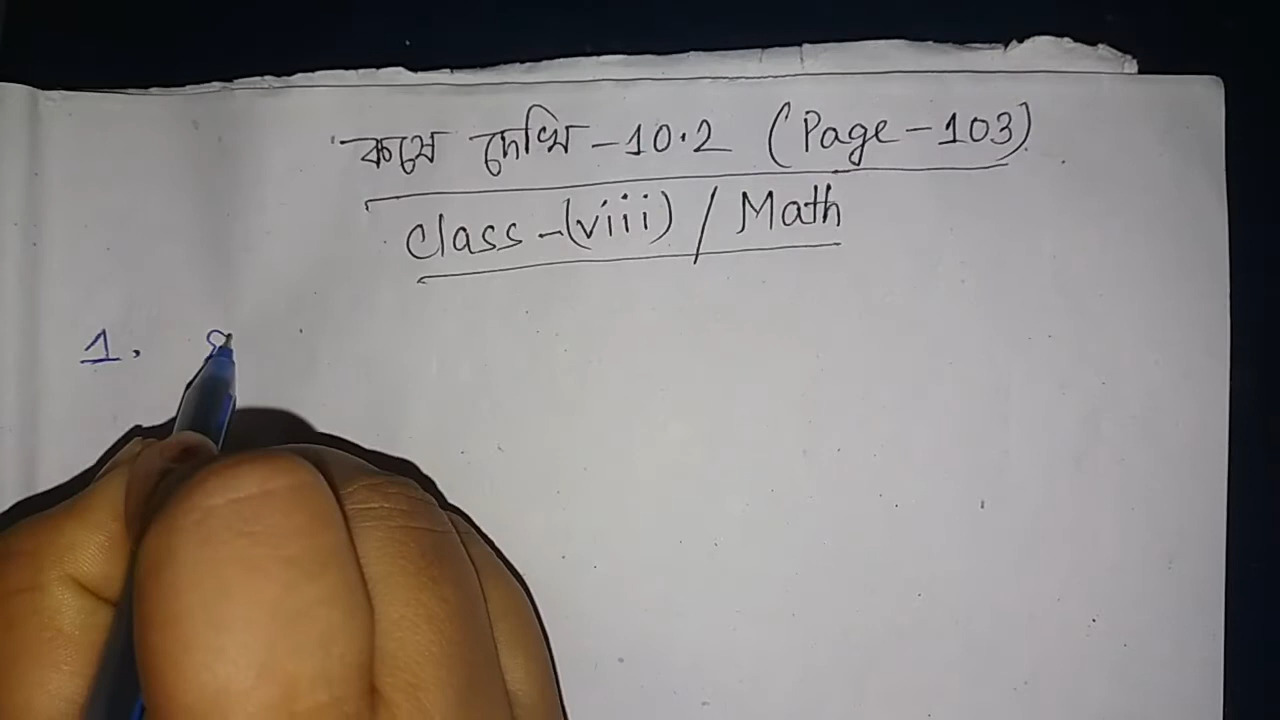 কষে দেখি - 10.2 (Page - 103)
Class - (viii) / Math
1.